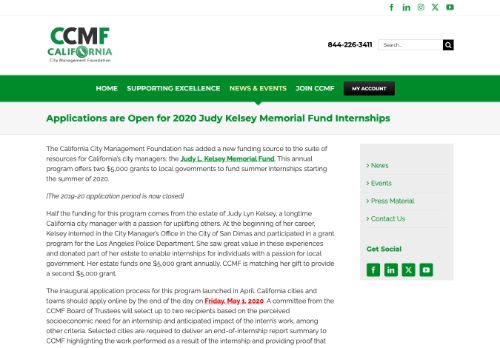 CCMF
CALIFORNIA
City Management Foundation
844-226-3411
Search...
HOME SUPPORTING EXCELLENCE NEWS & EVENTS JOIN CCMF MY ACCOUNT
Applications are Open for 2020 Judy Kelsey Memorial Fund Internships
The California City Management Foundation has added a new funding source to the suite of
resources for California's city managers: the Judy L. Kelsey Memorial Fund. This annual
program offers two $5,000 grants to local governments to fund summer internships starting
the summer of 2020.
(The 2019-20 application period is now closed)
Half the funding for this program comes from the estate of Judy Lyn Kelsey, a longtime
California city manager with a passion for uplifting others. At the beginning of her career,
Kelsey interned in the City Manager's Office in the City of San Dimas and participated in a grant
program for the Los Angeles Police Department. She saw great value in these experiences
and donated part of her estate to enable internships for individuals with a passion for local
government. Her estate funds one $5,000 grant annually. CCMF is matching her gift to provide
a second $5,000 grant.
The inaugural application process for this program launched in April. California cities and
towns should apply online by the end of the day on Friday, May 1, 2020. A committee from the
CCMF Board of Trustees will select up to two recipients based on the perceived
socioeconomic need for an internship and anticipated impact of the intern's work, among
other criteria. Selected cities are required to deliver an end-of-internship report summary to
CCMF highlighting the work performed as a result of the internship and providing proof that
> News
> Events
> Press Material
> Contact Us
Get Social